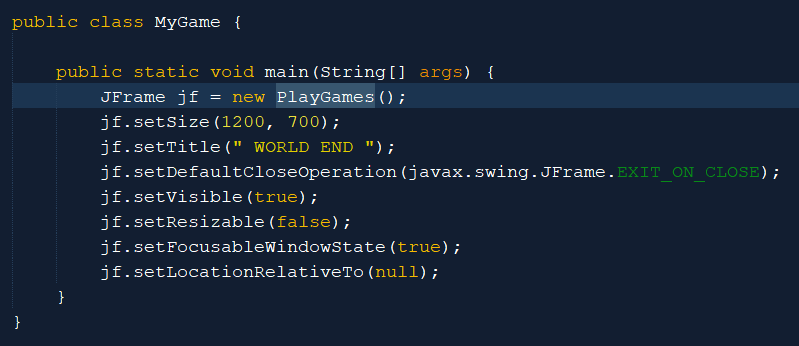 public class MyGame {
public static void main(String[] args) {
JFrame jf = new PlayGames();
jf.setSize(1200, 700);
jf.setTitle(" WORLD END ");
jf.setDefaultCloseOperation(javax.swing.JFrame.EXIT_ON_CLOSE);
jf.setVisible(true);
jf.setResizable(false);
jf.setFocusableWindowState(true);
jf.setLocationRelativeTo(null);
}
}